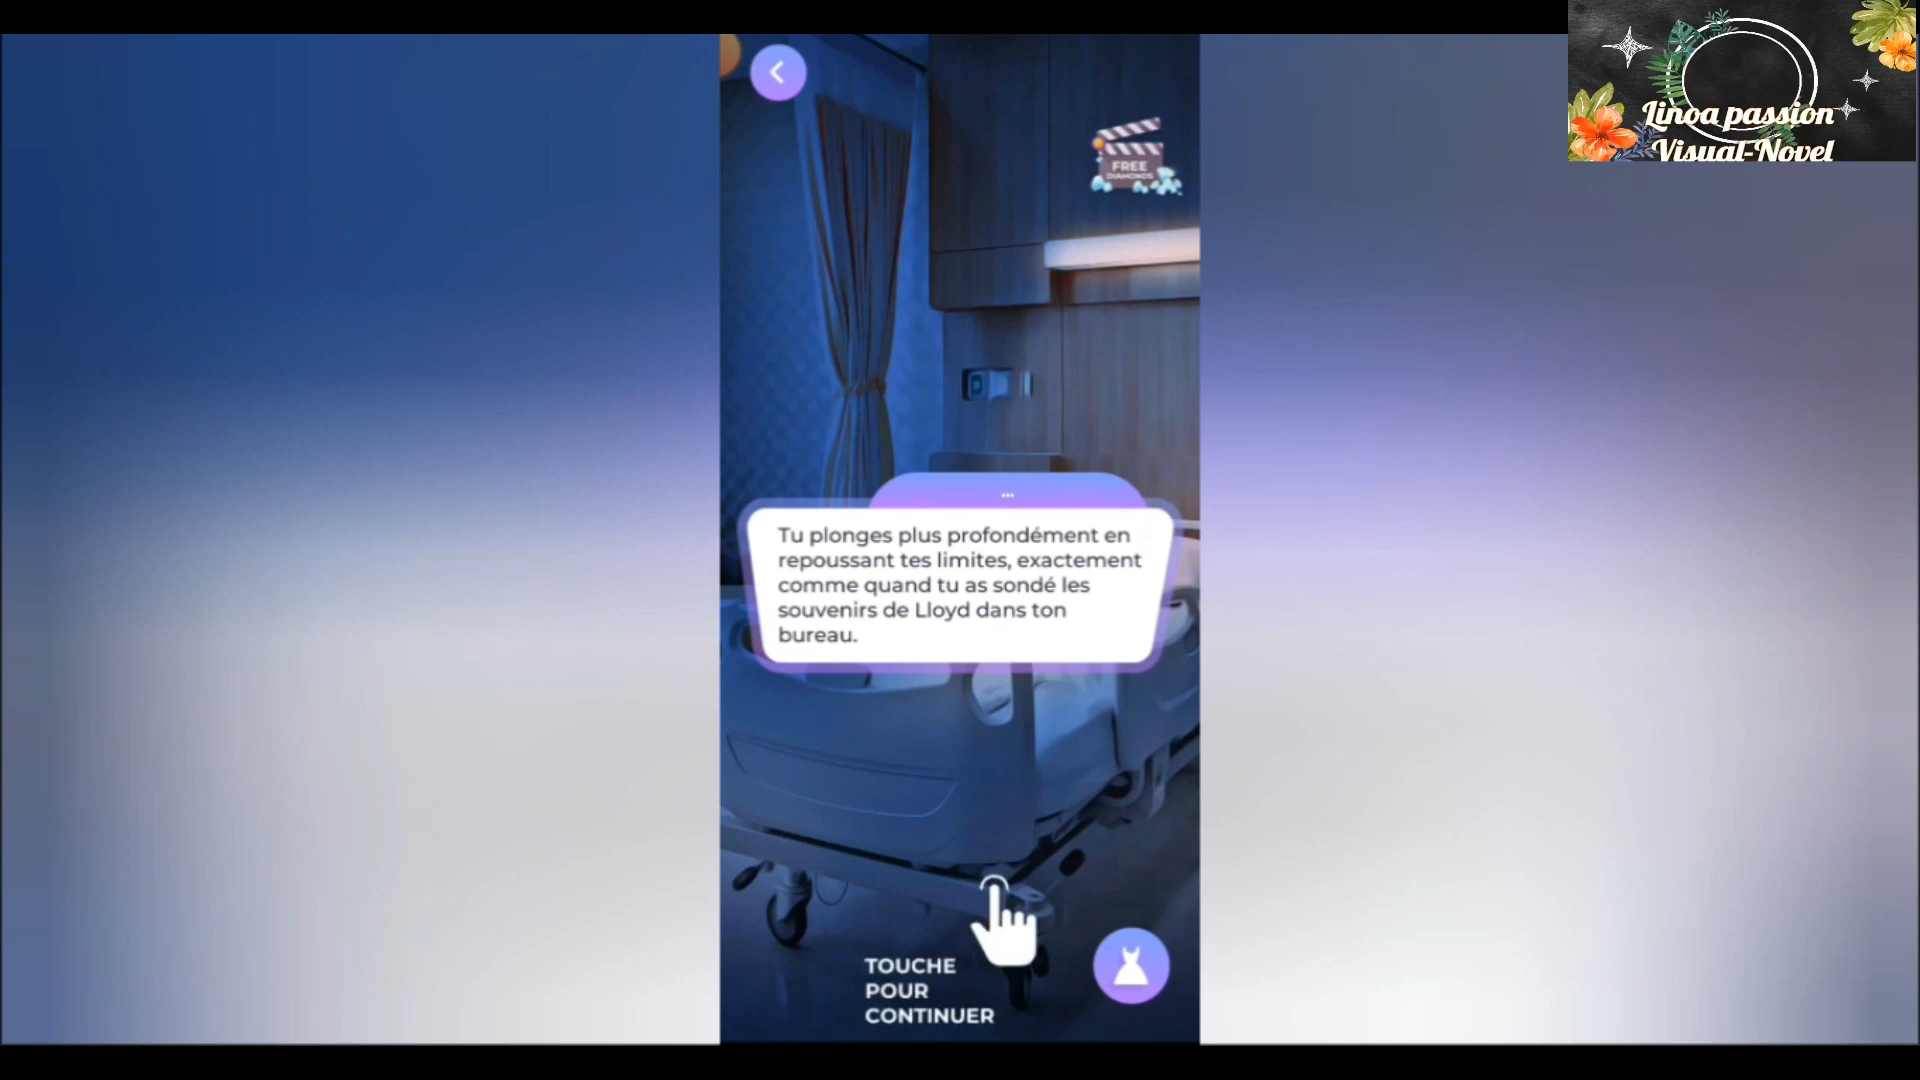 Linoa passion
Visual-Novel
FREE
DIAMONDS
...
Tu plonges plus profondément en
repoussant tes limites, exactement
comme quand tu as sondé les
souvenirs de Lloyd dans ton
bureau.
TOUCHE
POUR
CONTINUER